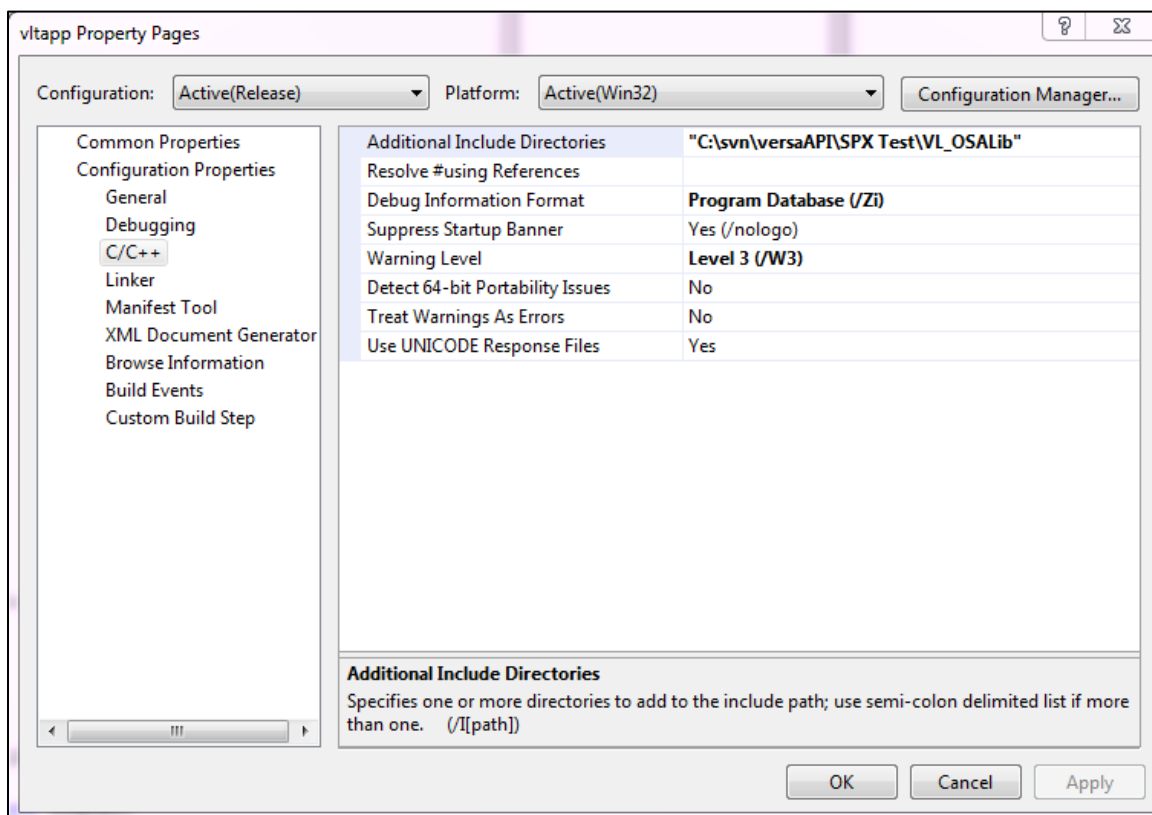 vltapp Property Pages
Configuration: Active(Release) Platform: Active(Win32) Configuration Manager...
Common Properties
Configuration Properties
General
Debugging
C/C++
Linker
Manifest Tool
XML Document Generator
Browse Information
Build Events
Custom Build Step
Additional Include Directories "C:\svn\versaAPI\SPX Test\VL_OSALib"
Resolve #using References
Debug Information Format Program Database (/Zi)
Suppress Startup Banner Yes (/nologo)
Warning Level Level 3 (/W3)
Detect 64-bit Portability Issues No
Treat Warnings As Errors No
Use UNICODE Response Files Yes
Additional Include Directories
Specifies one or more directories to add to the include path; use semi-colon delimited list if more
than one. (/I[path])
OK Cancel Apply